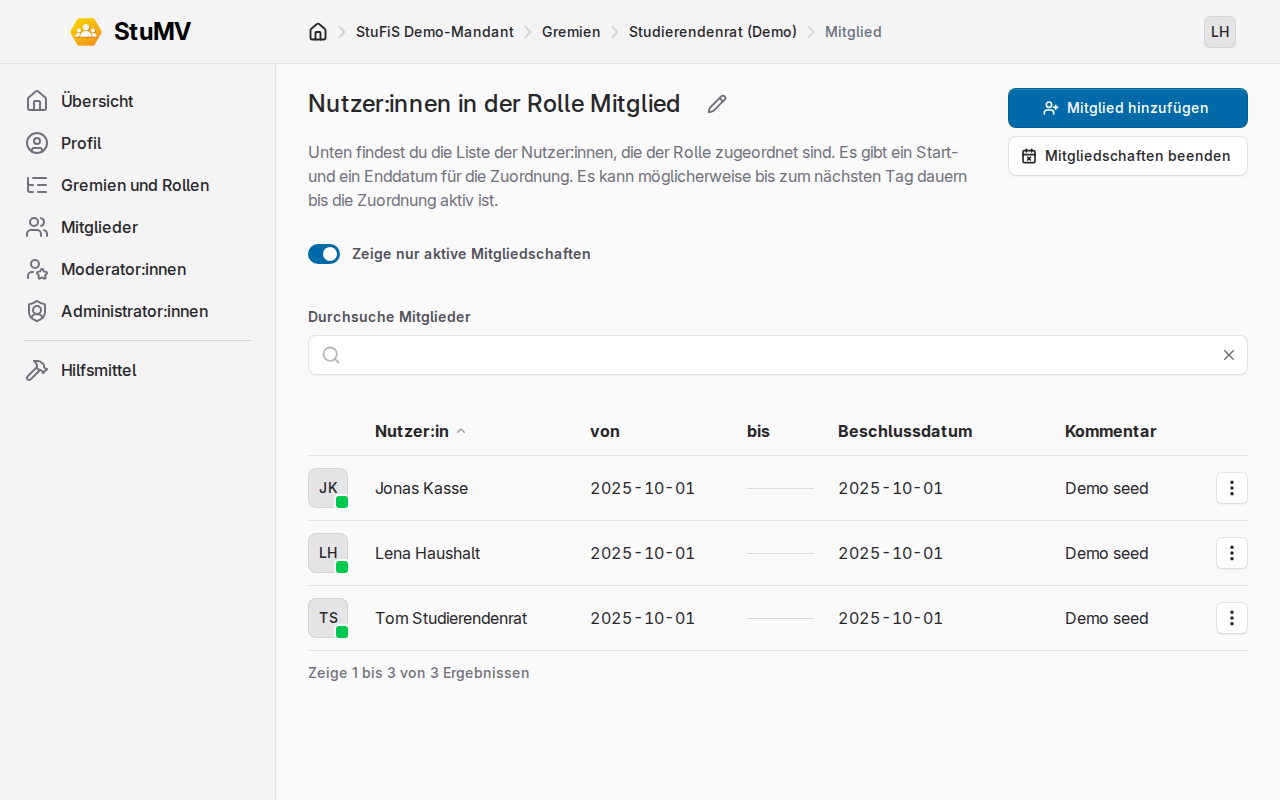 StuMV
StuFiS Demo-Mandant
Gremien
Studierendenrat (Demo)
Mitglied
LH
Übersicht
Profil
Gremien und Rollen
Mitglieder
Moderator:innen
Administrator:innen
Hilfsmittel
Nutzer:innen in der Rolle Mitglied
Mitglied hinzufügen
Mitgliedschaften beenden
Unten findest du die Liste der Nutzer:innen, die der Rolle zugeordnet sind. Es gibt ein Start-
und ein Enddatum für die Zuordnung. Es kann möglicherweise bis zum nächsten Tag dauern
bis die Zuordnung aktiv ist.
Zeige nur aktive Mitgliedschaften
Durchsuche Mitglieder
Nutzer:in von bis Beschlussdatum Kommentar
JK Jonas Kasse 2025-10-01 2025-10-01 Demo seed
LH Lena Haushalt 2025-10-01 2025-10-01 Demo seed
TS Tom Studierendenrat 2025-10-01 2025-10-01 Demo seed
Zeige 1 bis 3 von 3 Ergebnissen